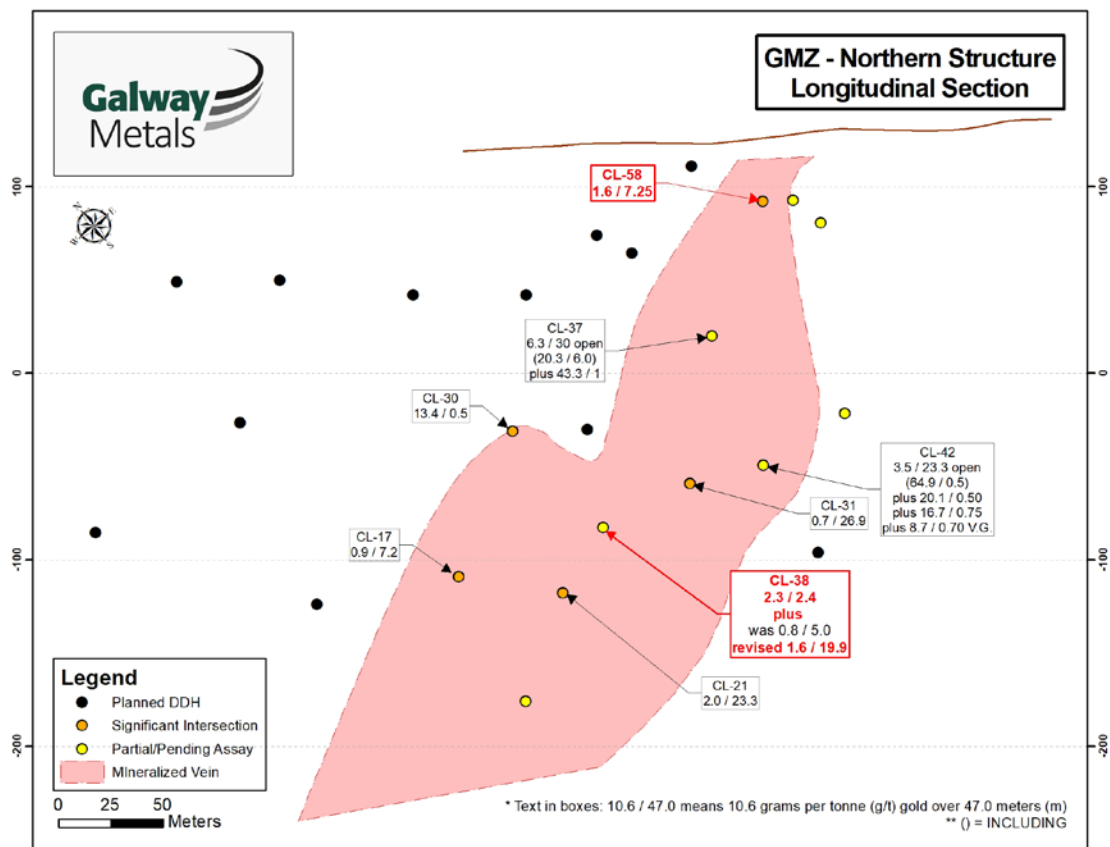 Galway
Metals
GMZ - Northern Structure
Longitudinal Section
N
E
W
S
100
100
0
0
-100
-100
-200
-200
CL-58
1.6 / 7.25
CL-37
6.3 / 30 open
(20.3 / 6.0)
plus 43.3 / 1
CL-30
13.4 / 0.5
CL-42
3.5 / 23.3 open
(64.9 / 0.5)
plus 20.1 / 0.50
plus 16.7 / 0.75
plus 8.7 / 0.70 V.G.
CL-31
0.7 / 26.9
CL-17
0.9 / 7.2
CL-38
2.3 / 2.4
plus
was 0.8 / 5.0
revised 1.6 / 19.9
CL-21
2.0 / 23.3
Legend
Planned DDH
Significant Intersection
Partial/Pending Assay
MIneralized Vein
0 25 50
Meters
* Text in boxes: 10.6 / 47.0 means 10.6 grams per tonne (g/t) gold over 47.0 meters (m)
** () = INCLUDING